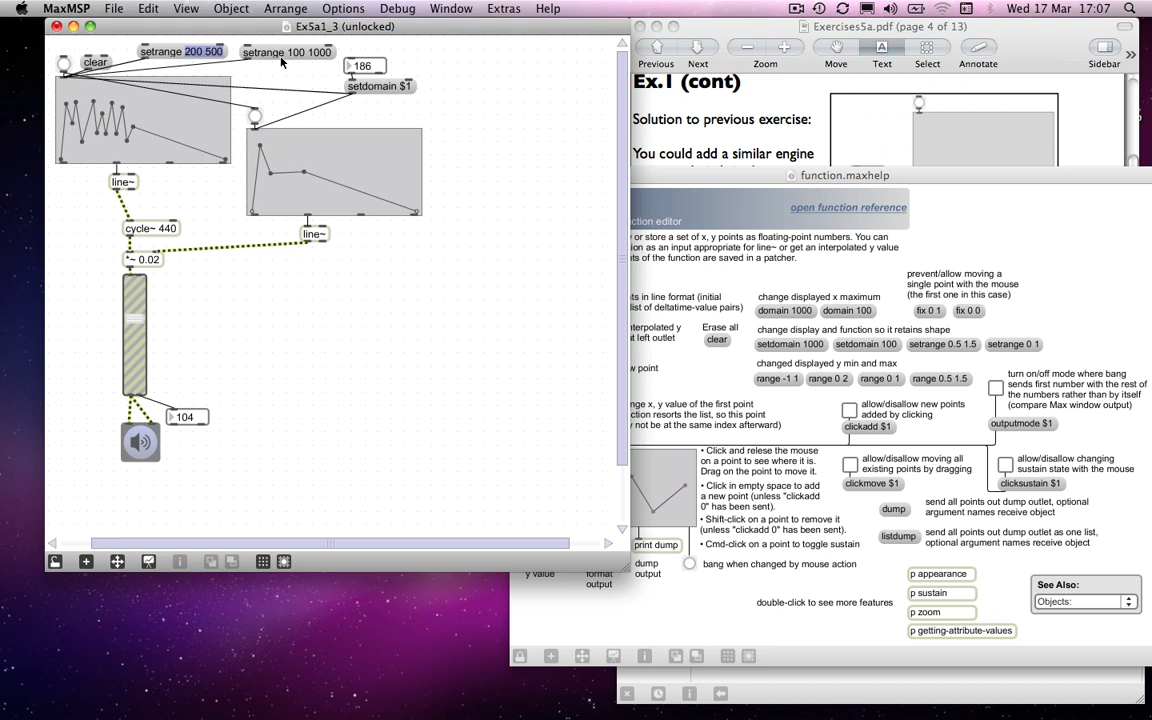 MaxMSP File Edit View Object Arrange Options Debug Window Extras Help Wed 17 Mar 17:07
Ex5a1_3 (unlocked)
clear
setrange 200 500
setrange 100 1000
186
setdomain $1
line~
cycle~ 440
line~
*~ 0.02
104
Exercises5a.pdf (page 4 of 13)
Previous Next Zoom Move Text Select Annotate Sidebar
Ex.1 (cont)
Solution to previous exercise:
You could add a similar engine
function.maxhelp
ction editor
open function reference
or store a set of x, y points as floating-point numbers. You can
ion as an input appropriate for line~ or get an interpolated y value
nts of the function are saved in a patcher.
prevent/allow moving a
single point with the mouse
(the first one in this case)
nts in line format (initial
list of deltatime-value pairs)
change displayed x maximum
domain 1000 domain 100
fix 0 1 fix 0 0
nterpolated y
t left outlet
Erase all
clear
change display and function so it retains shape
setdomain 1000 setdomain 100 setrange 0.5 1.5 setrange 0 1
w point
changed displayed y min and max
range -1 1 range 0 2 range 0 1 range 0.5 1.5
turn on/off mode where bang
sends first number with the rest of
the numbers rather than by itself
(compare Max window output)
outputmode $1
nge x, y value of the first point
ction resorts the list, so this point
y not be at the same index afterward)
allow/disallow new points
added by clicking
clickadd $1
• Click and relese the mouse
on a point to see where it is.
Drag on the point to move it.
• Click in empty space to add
a new point (unless "clickadd
0" has been sent).
• Shift-click on a point to remove it
(unless "clickadd 0" has been sent).
• Cmd-click on a point to toggle sustain
allow/disallow moving all
existing points by dragging
clickmove $1
allow/disallow changing
sustain state with the mouse
clicksustain $1
dump
send all points out dump outlet, optional
argument names receive object
listdump
send all points out dump outlet as one list,
optional argument names receive object
print dump
dump
output
bang when changed by mouse action
y value
format
output
double-click to see more features
p appearance
p sustain
p zoom
p getting-attribute-values
See Also:
Objects: